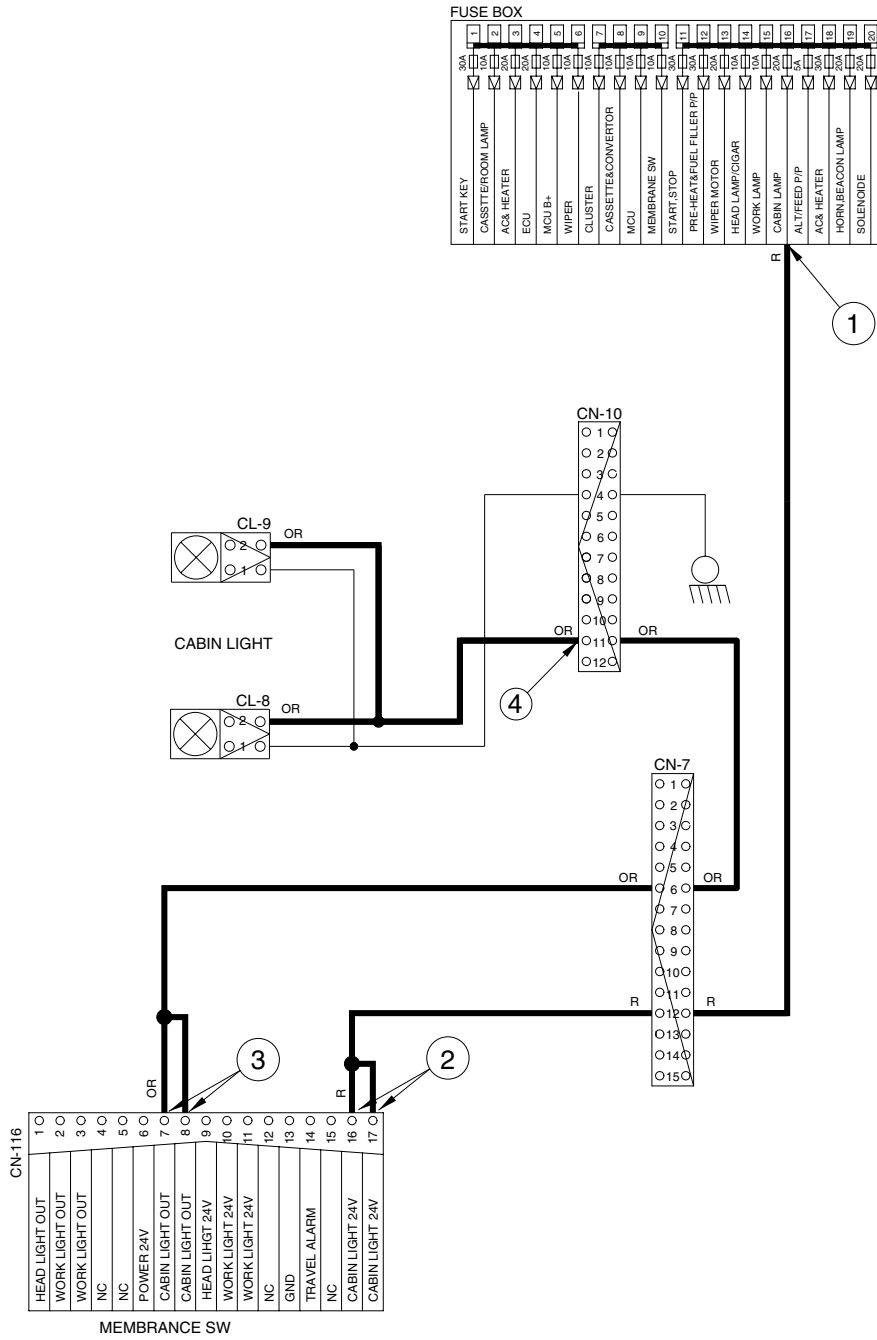 FUSE BOX
1 2 3 4 5 6 7 8 9 10 11 12 13 14 15 16 17 18 19 20
30A 10A 20A 20A 10A 10A 20A 10A 10A 10A 30A 30A 20A 10A 10A 10A 5A 30A 20A 20A
START KEY
CASSTTE/ROOM LAMP
AC& HEATER
ECU
MCU B+
WIPER
CLUSTER
CASSETTE&CONVERTOR
MCU
MEMBRANE SW
START,STOP
PRE-HEAT&FUEL FILLER P/P
WIPER MOTOR
HEAD LAMP/CIGAR
WORK LAMP
CABIN LAMP
ALT/FEED P/P
AC& HEATER
HORN,BEACON LAMP
SOLENOIDE
R
1
CN-10
1
2
3
4
5
6
7
8
9
10
OR 11 OR
12
4
CL-9
OR
2
1
CABIN LIGHT
CL-8
OR
2
1
CN-7
1
2
3
4
5
OR 6 OR
7
8
9
10
11
R 12 R
13
14
15
3
2
OR
R
CN-116
1 2 3 4 5 6 7 8 9 10 11 12 13 14 15 16 17
HEAD LIGHT OUT
WORK LIGHT OUT
WORK LIGHT OUT
NC
NC
POWER 24V
CABIN LIGHT OUT
CABIN LIGHT OUT
HEAD LIHGT 24V
WORK LIGHT 24V
WORK LIGHT 24V
NC
GND
TRAVEL ALARM
NC
CABIN LIGHT 24V
CABIN LIGHT 24V
MEMBRANCE SW